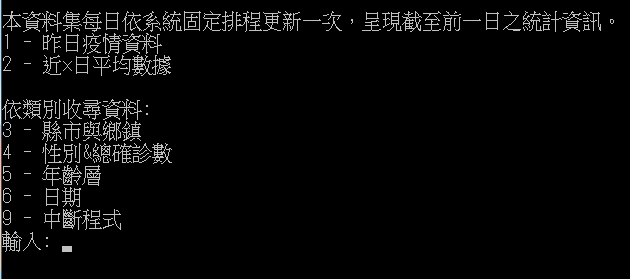 本資料集每日依系統固定排程更新一次，呈現截至前一日之統計資訊。
1 - 昨日疫情資料
2 - 近x日平均數據
依類別收尋資料:
3 - 縣市與鄉鎮
4 - 性別&總確診數
5 - 年齡層
6 - 日期
9 - 中斷程式
輸入: